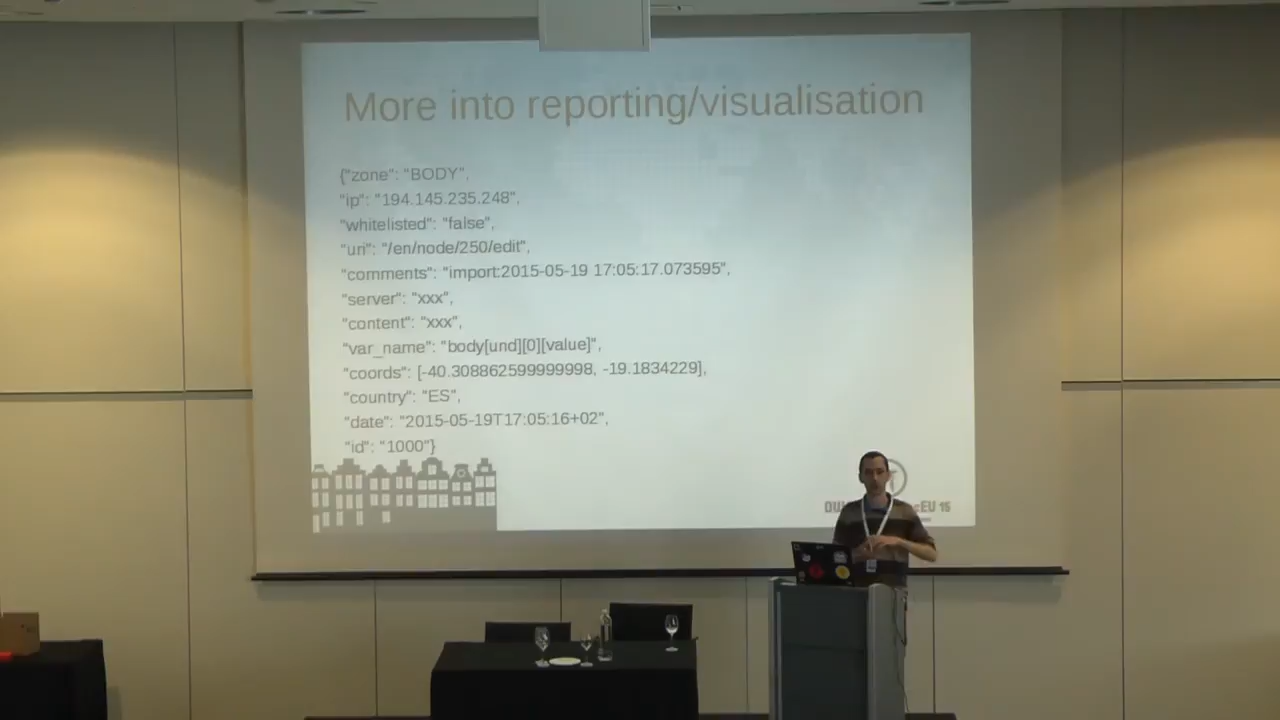 More into reporting/visualisation
{"zone": "BODY",
"ip": "194.145.235.248",
"whitelisted": "false",
"uri": "/en/node/250/edit",
"comments": "import:2015-05-19 17:05:17.073595",
"server": "xxx",
"content": "xxx",
"var_name": "body[und][0][value]",
"coords": [-40.308862599999998, -19.1834229],
"country": "ES",
"date": "2015-05-19T17:05:16+02",
"id": "1000"}
EU 15